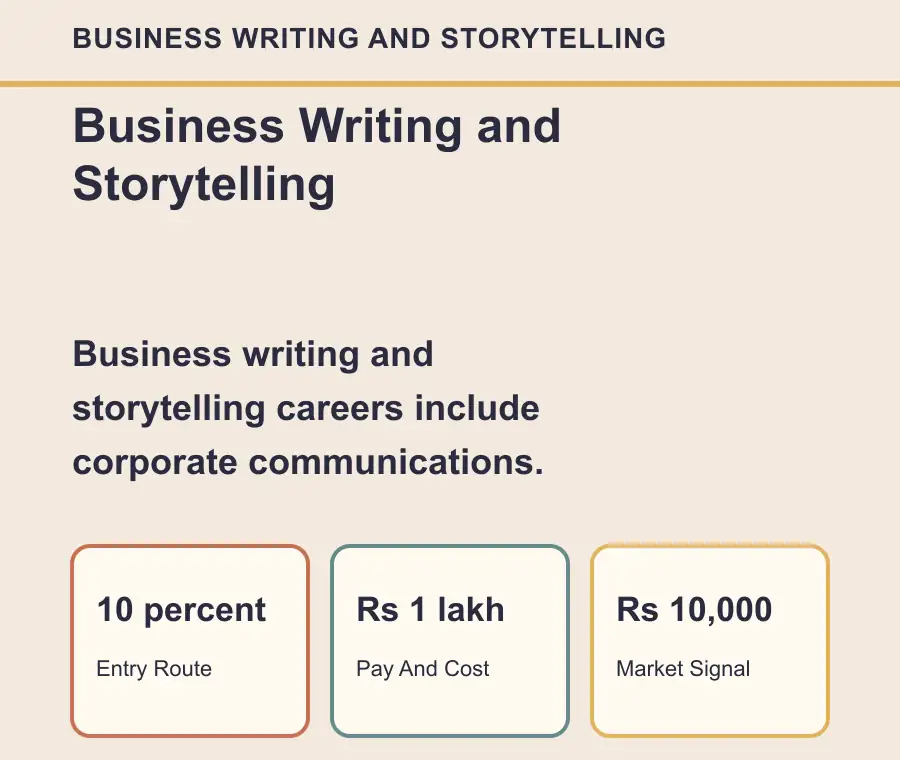 BUSINESS WRITING AND STORYTELLING
Business Writing and
Storytelling
Business writing and
storytelling careers include
corporate communications.
10 percent
Entry Route
Rs 1 lakh
Pay And Cost
Rs 10,000
Market Signal